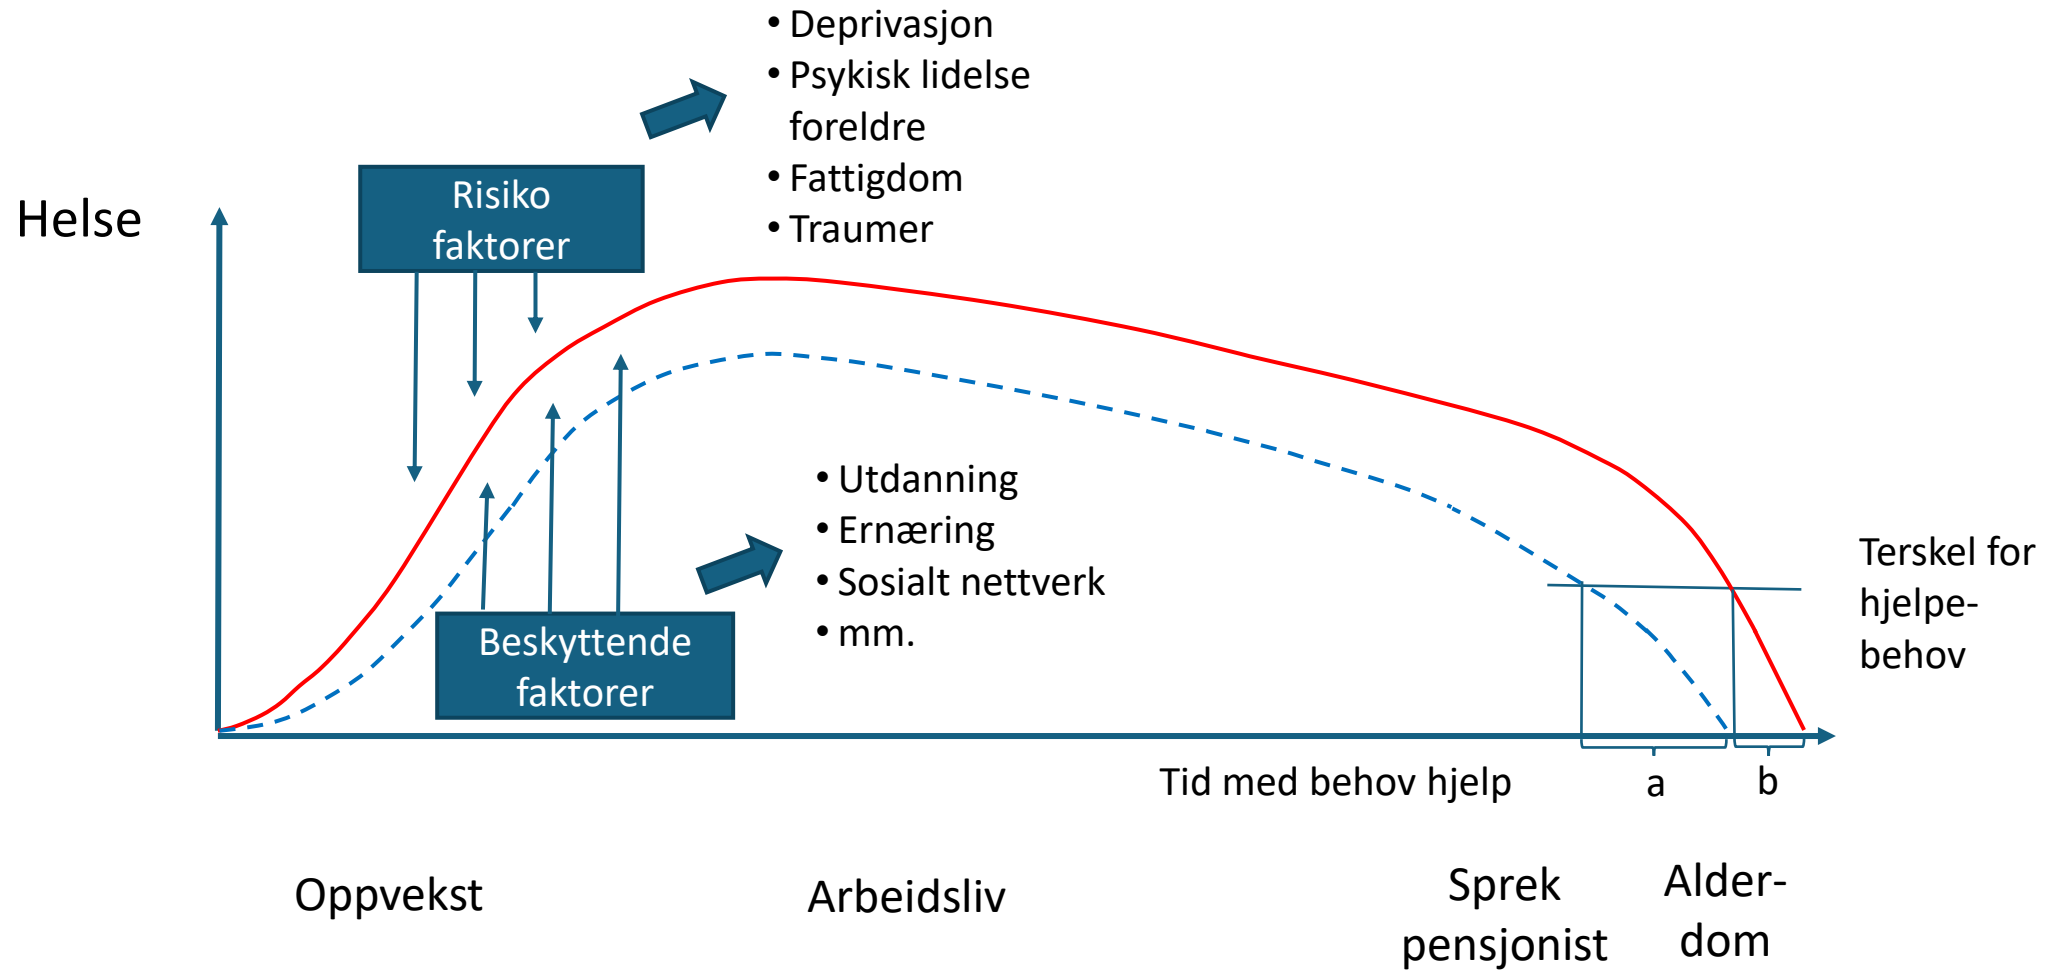 • Deprivasjon
• Psykisk lidelse
foreldre
• Fattigdom
• Traumer
Risiko
faktorer
Helse
• Utdanning
• Ernæring
• Sosialt nettverk
• mm.
Beskyttende
faktorer
Terskel for
hjelpe-
behov
Tid med behov hjelp
a
b
Oppvekst
Arbeidsliv
Sprek
pensjonist
Alder-
dom